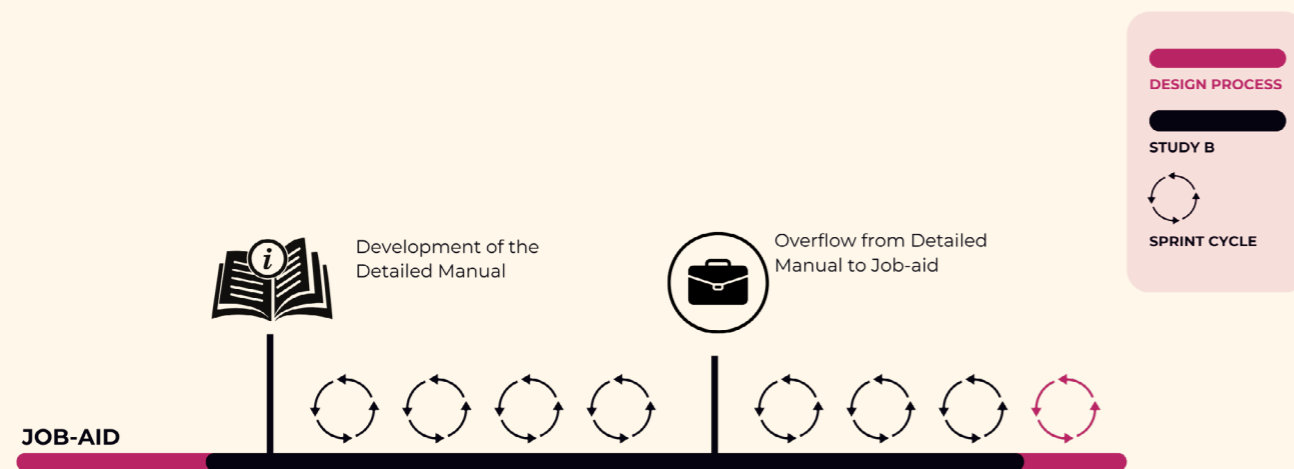 DESIGN PROCESS
STUDY B
SPRINT CYCLE
i
Development of the
Detailed Manual
Overflow from Detailed
Manual to Job-aid
JOB-AID